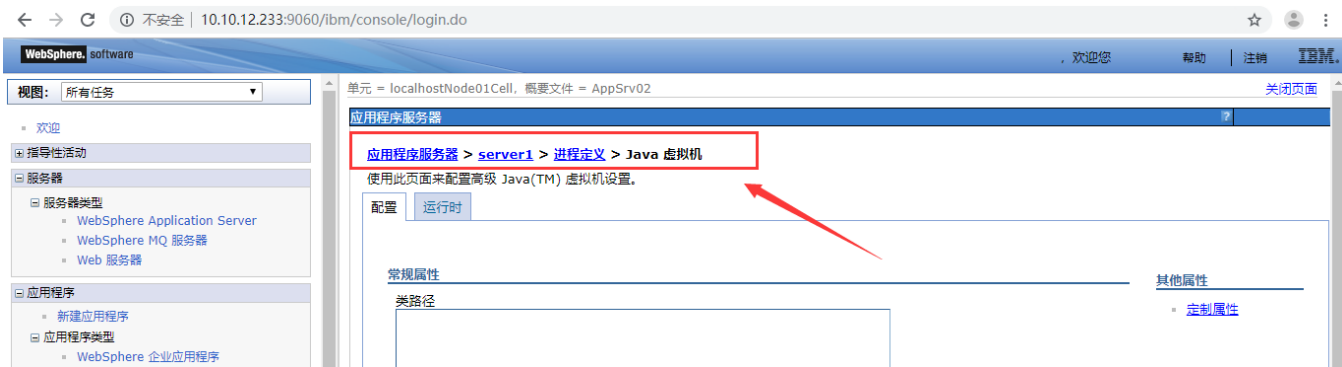 不安全 | 10.10.12.233:9060/ibm/console/login.do
WebSphere. software
, 欢迎您
帮助
注销
IBM.
视图: 所有任务
欢迎
指导性活动
服务器
服务器类型
WebSphere Application Server
WebSphere MQ 服务器
Web 服务器
应用程序
新建应用程序
应用程序类型
WebSphere 企业应用程序
单元 = localhostNode01Cell, 概要文件 = AppSrv02
关闭页面
应用程序服务器
?
应用程序服务器 > server1 > 进程定义 > Java 虚拟机
使用此页面来配置高级 Java(TM) 虚拟机设置。
配置
运行时
常规属性
类路径
其他属性
定制属性